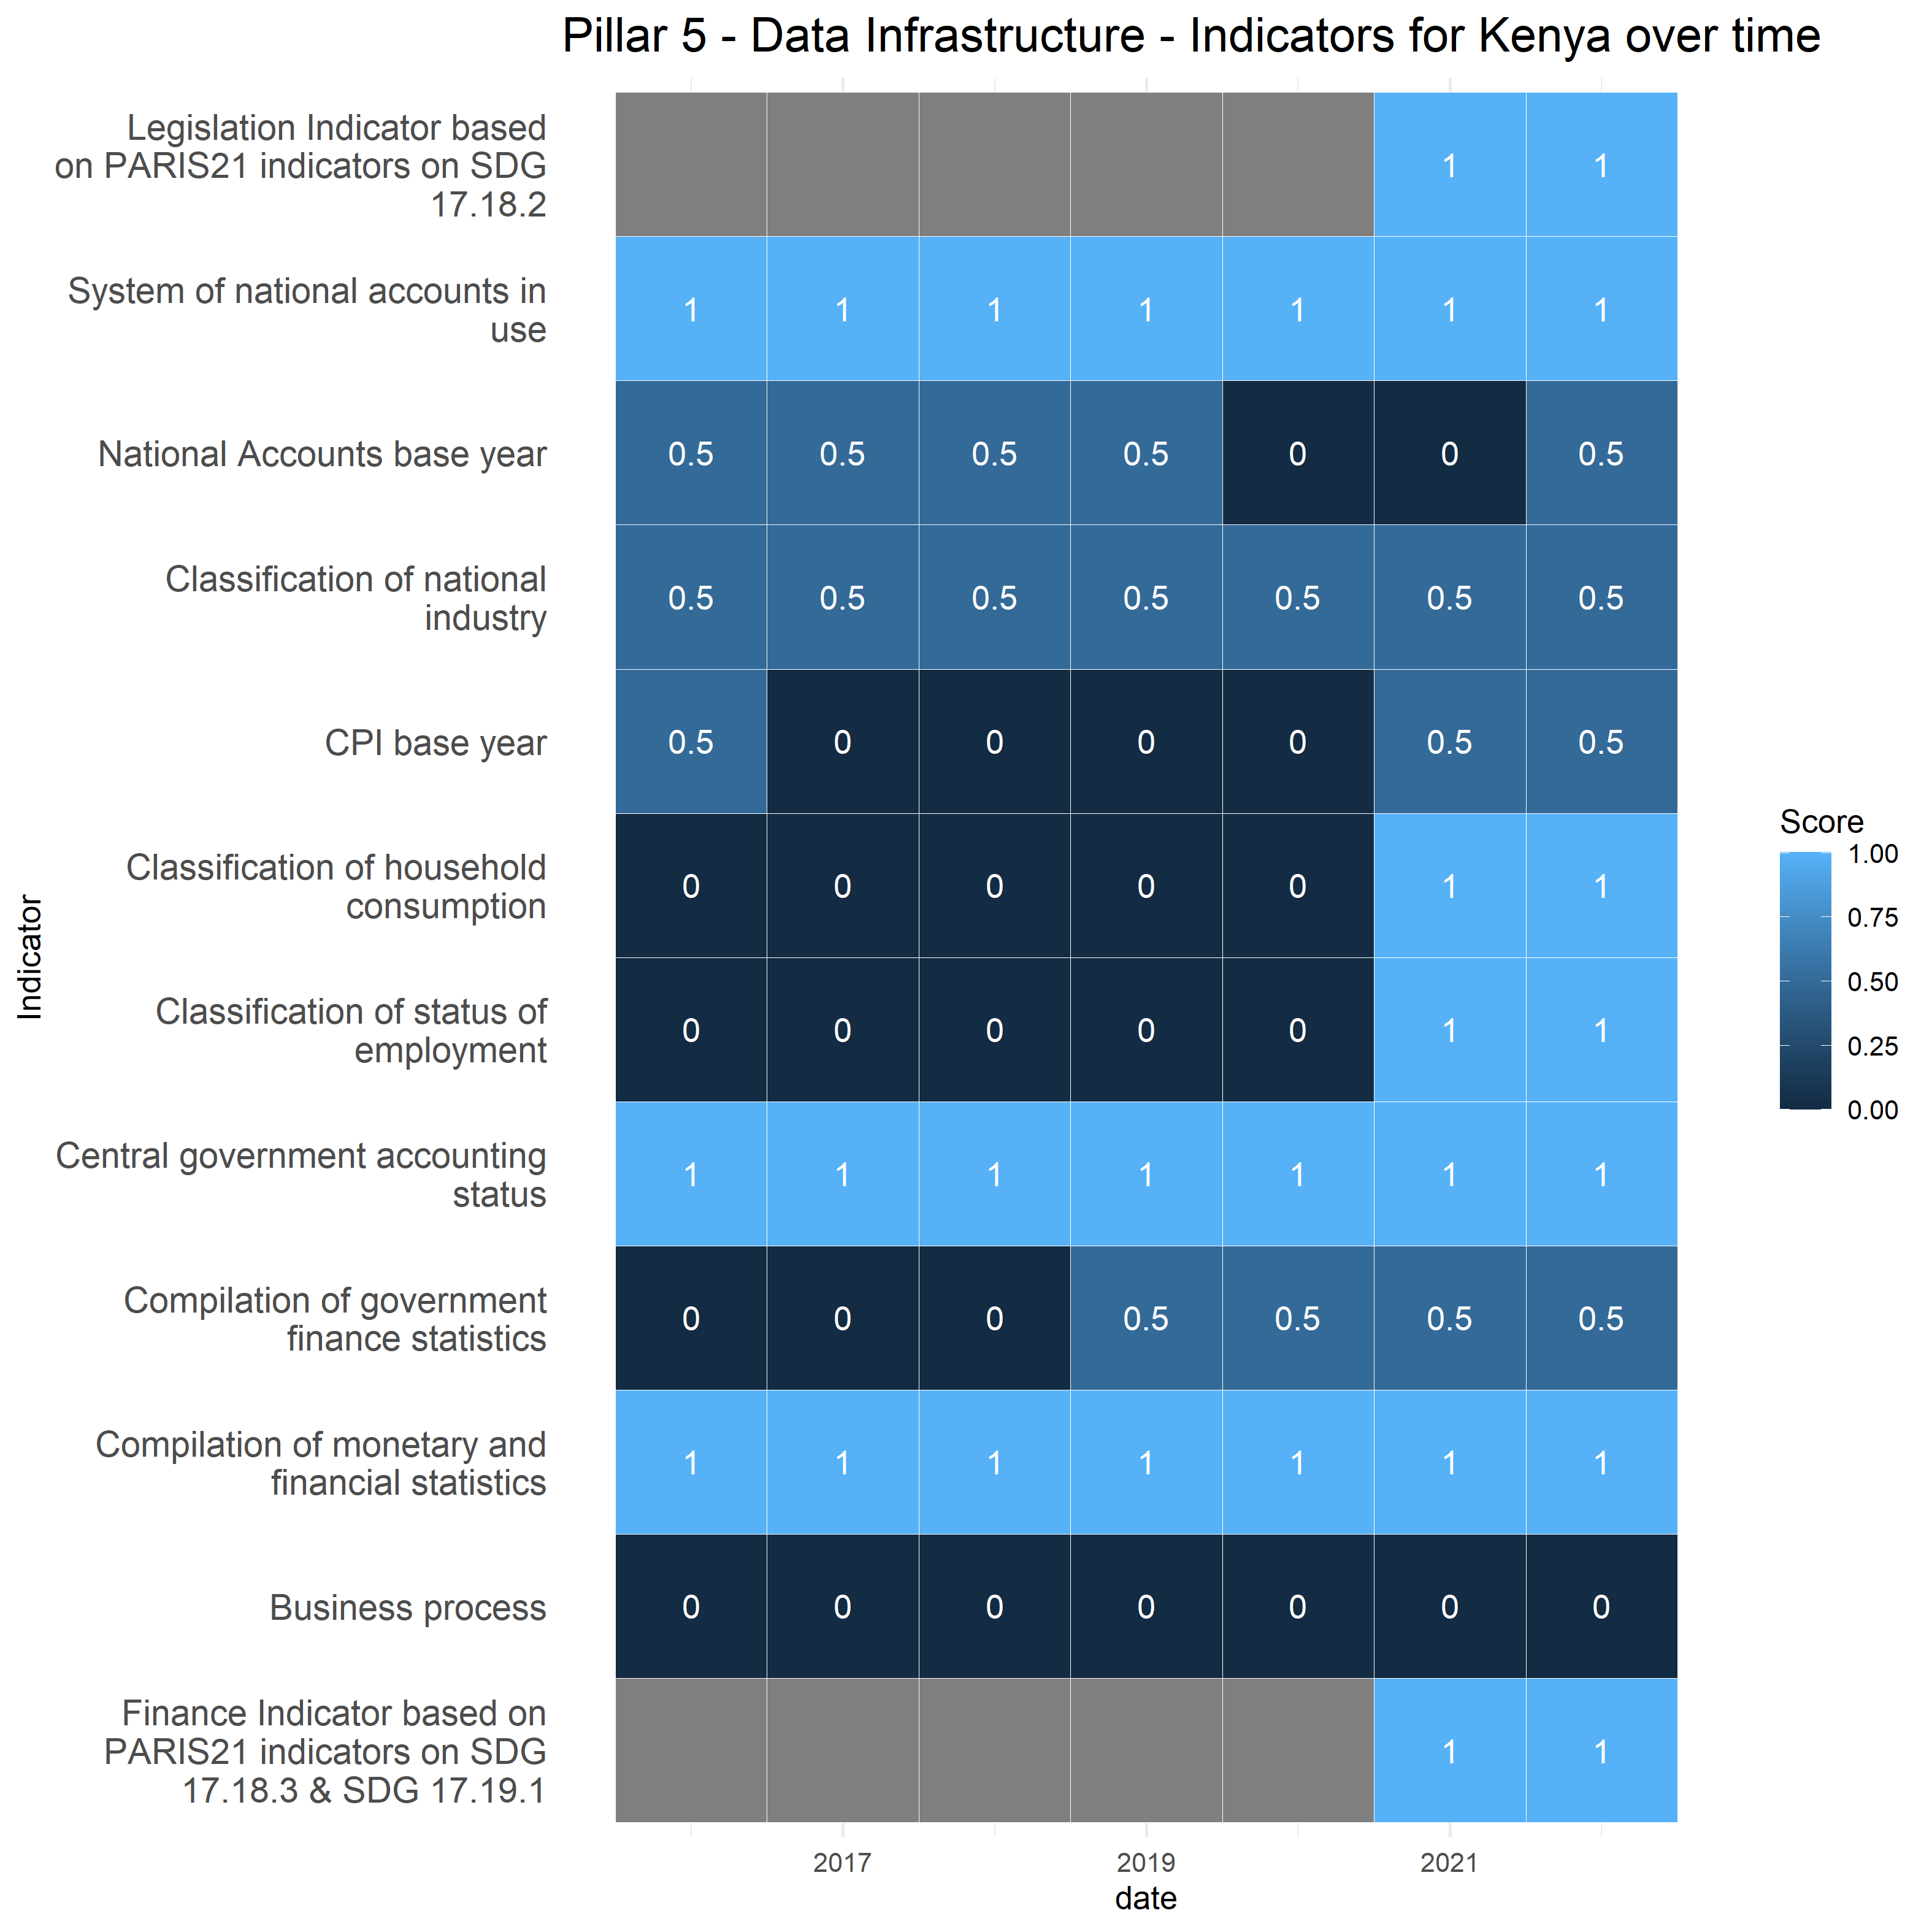 Pillar 5 - Data Infrastructure - Indicators for Kenya over time
Legislation Indicator based
on PARIS21 indicators on SDG
17.18.2
1 1
System of national accounts in
use
1 1 1 1 1 1 1
National Accounts base year
0.5 0.5 0.5 0.5 0 0 0.5
Classification of national
industry
0.5 0.5 0.5 0.5 0.5 0.5 0.5
CPI base year
0.5 0 0 0 0 0.5 0.5
Classification of household
consumption
0 0 0 0 0 1 1
Classification of status of
employment
0 0 0 0 0 1 1
Central government accounting
status
1 1 1 1 1 1 1
Compilation of government
finance statistics
0 0 0 0.5 0.5 0.5 0.5
Compilation of monetary and
financial statistics
1 1 1 1 1 1 1
Business process
0 0 0 0 0 0 0
Finance Indicator based on
PARIS21 indicators on SDG
17.18.3 & SDG 17.19.1
1 1
Indicator
2017 2019 2021
date
Score
1.00
0.75
0.50
0.25
0.00